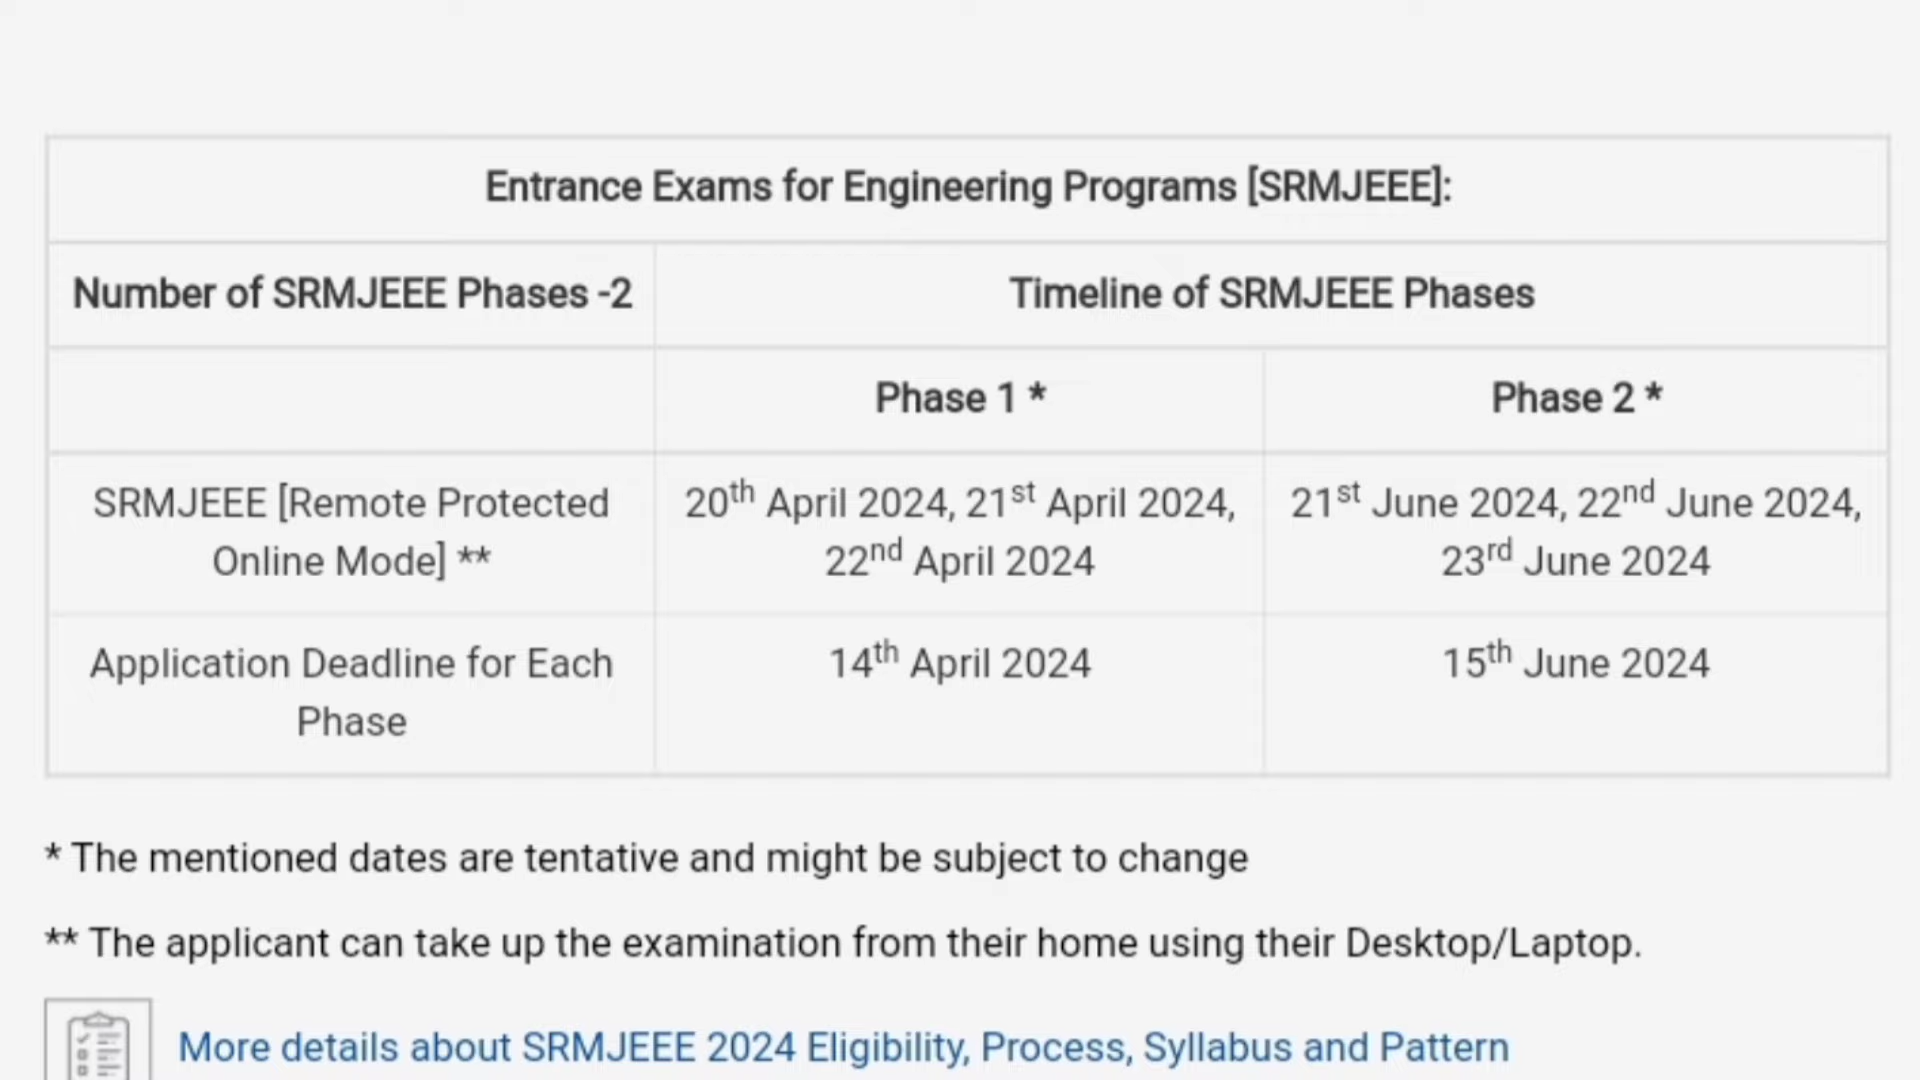 Entrance Exams for Engineering Programs [SRMJEEE]:
Number of SRMJEEE Phases -2
Timeline of SRMJEEE Phases
Phase 1 *
Phase 2 *
SRMJEEE [Remote Protected
Online Mode] **
20th April 2024, 21st April 2024,
22nd April 2024
21st June 2024, 22nd June 2024,
23rd June 2024
Application Deadline for Each
Phase
14th April 2024
15th June 2024
* The mentioned dates are tentative and might be subject to change
** The applicant can take up the examination from their home using their Desktop/Laptop.
More details about SRMJEEE 2024 Eligibility, Process, Syllabus and Pattern